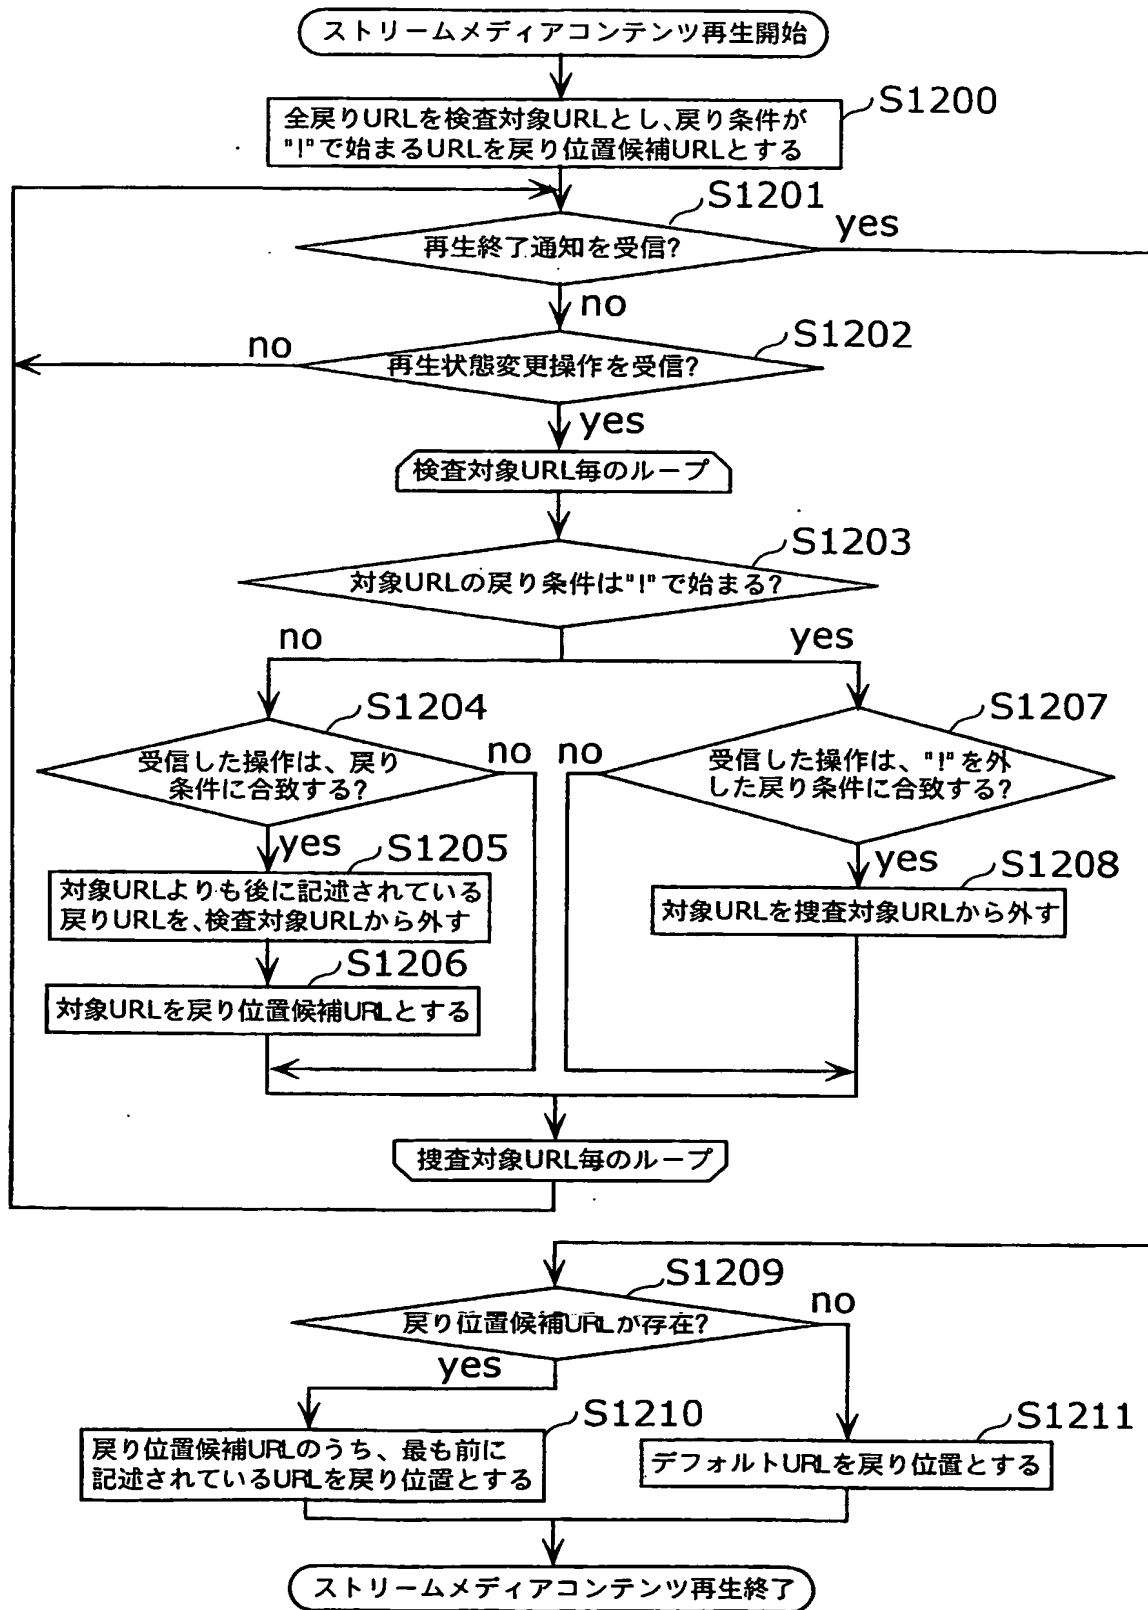 ストリームメディアコンテンツ再生開始
S1200
全戻りURLを検査対象URLとし、戻り条件が
"!"で始まるURLを戻り位置候補URLとする
S1201
再生終了通知を受信?
yes
no
S1202
再生状態変更操作を受信?
no
yes
検査対象URL毎のループ
S1203
対象URLの戻り条件は"!"で始まる?
no
yes
S1204
受信した操作は、戻り
条件に合致する?
no
yes
S1205
対象URLよりも後に記述されている
戻りURLを、検査対象URLから外す
S1206
対象URLを戻り位置候補URLとする
S1207
受信した操作は、"!"を外
した戻り条件に合致する?
no
yes
S1208
対象URLを捜査対象URLから外す
捜査対象URL毎のループ
S1209
戻り位置候補URLが存在?
no
yes
S1210
戻り位置候補URLのうち、最も前に
記述されているURLを戻り位置とする
S1211
デフォルトURLを戻り位置とする
ストリームメディアコンテンツ再生終了